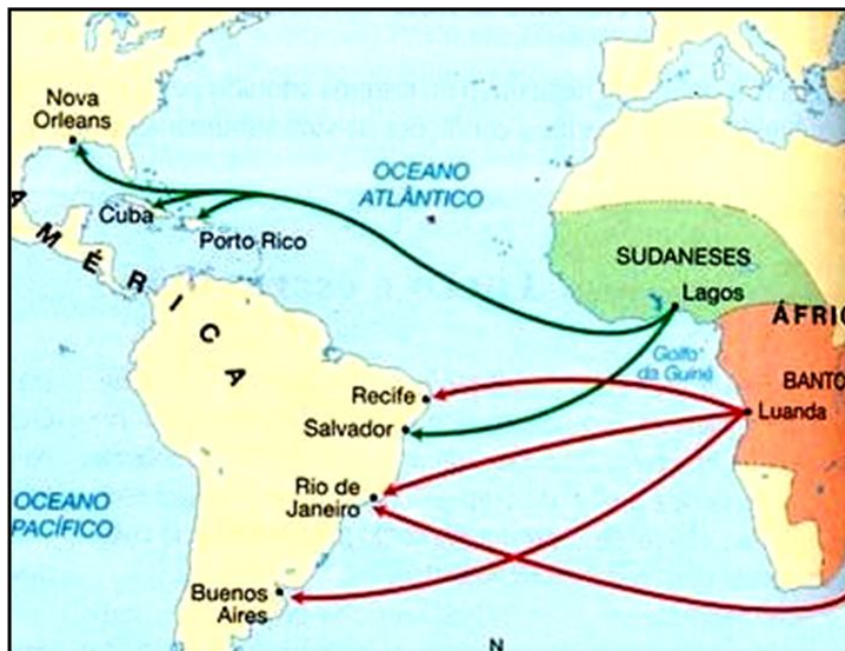 Nova
Orleans
OCEANO
ATLÂNTICO
Cuba
Porto Rico
AMÉRICA
SUDANESES
Lagos
ÁFRIC
Golfo
da Guiné
BANTO
Luanda
Recife
Salvador
Rio de
Janeiro
OCEANO
PACÍFICO
Buenos
Aires
N